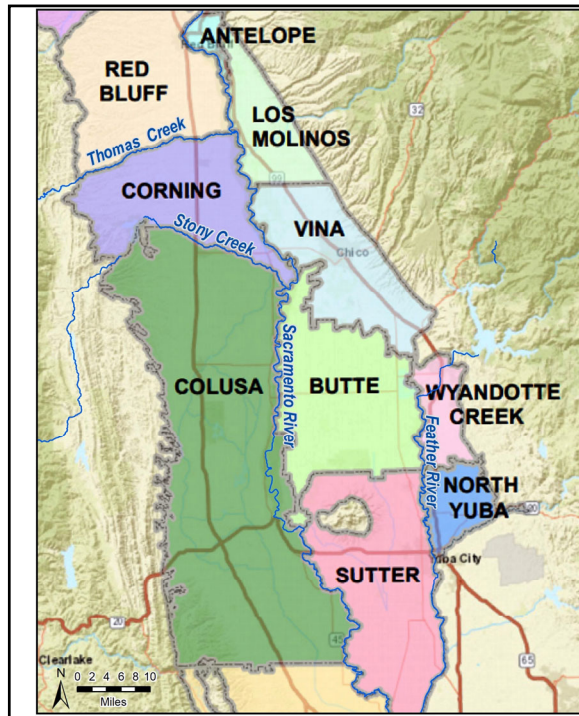 ANTELOPE
RED
BLUFF
LOS
MOLINOS
32
Thomas Creek
99
CORNING
VINA
Stony Creek
Chico
Sacramento River
COLUSA
BUTTE
WYANDOTTE
CREEK
Feather River
NORTH
YUBA
20
Yuba City
SUTTER
20
45
65
Clearlake
N
0 2 4 6 8 10
Miles